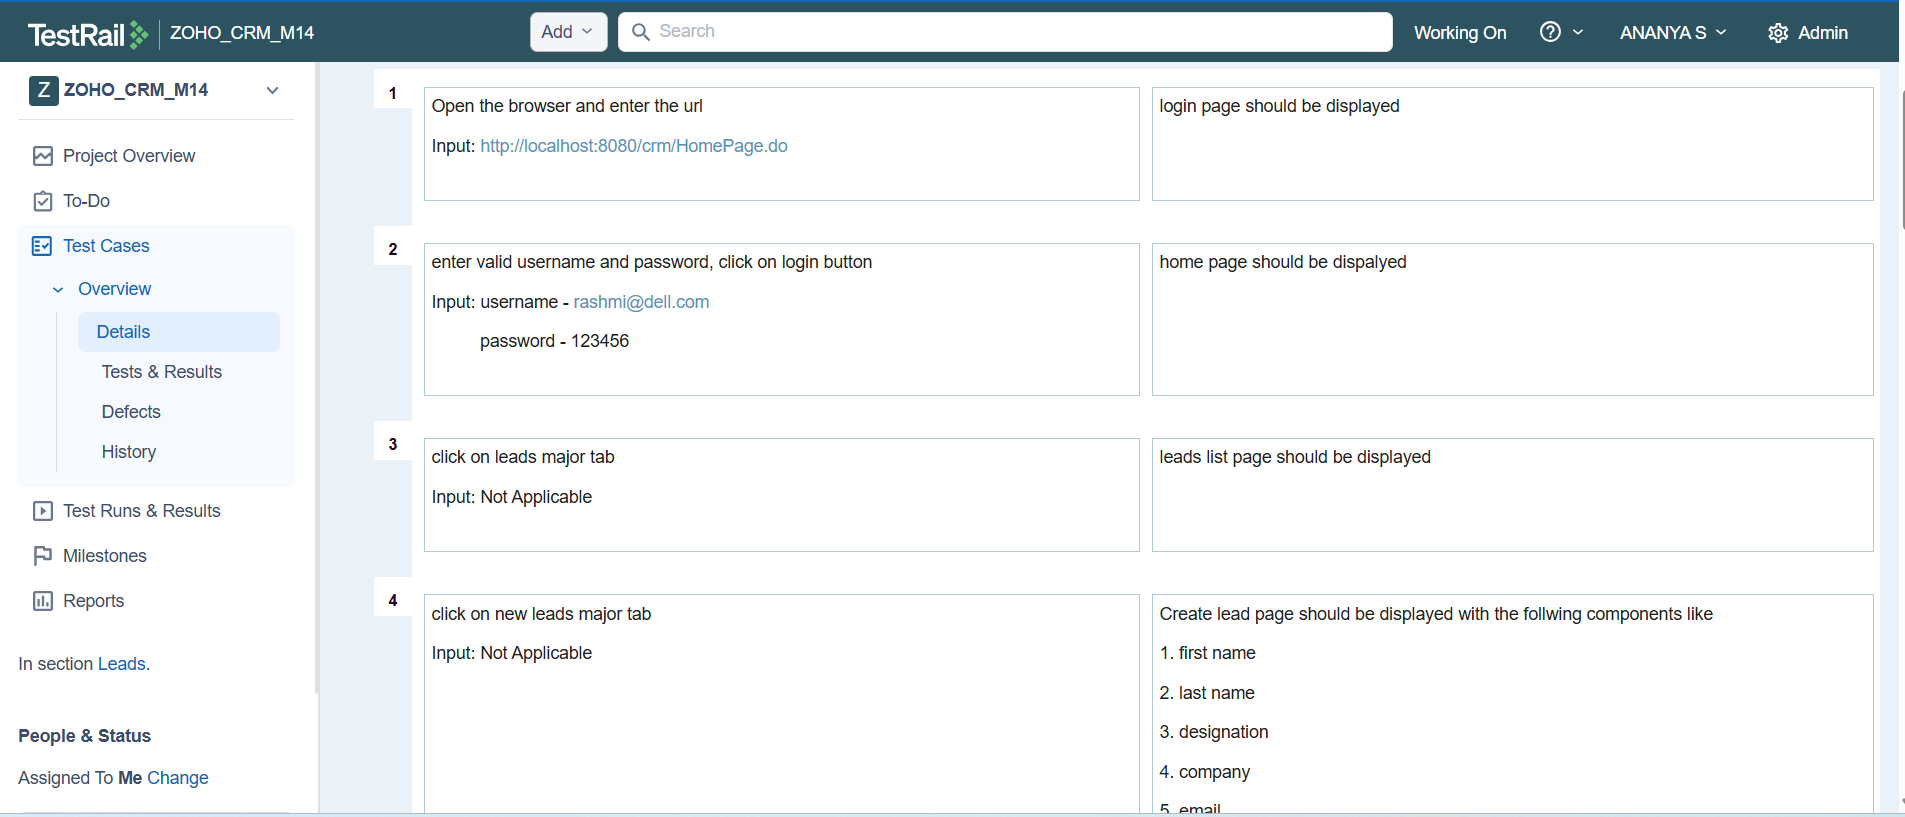 TestRail ZOHO_CRM_M14 Add Search Working On ANANYA S Admin
Z ZOHO_CRM_M14
Project Overview
To-Do
Test Cases
Overview
Details
Tests & Results
Defects
History
Test Runs & Results
Milestones
Reports
In section Leads.
People & Status
Assigned To Me Change
1
Open the browser and enter the url
Input: http://localhost:8080/crm/HomePage.do
login page should be displayed
2
enter valid username and password, click on login button
Input: username - rashmi@dell.com
password - 123456
home page should be dispalyed
3
click on leads major tab
Input: Not Applicable
leads list page should be displayed
4
click on new leads major tab
Input: Not Applicable
Create lead page should be displayed with the follwing components like
1. first name
2. last name
3. designation
4. company
5. email